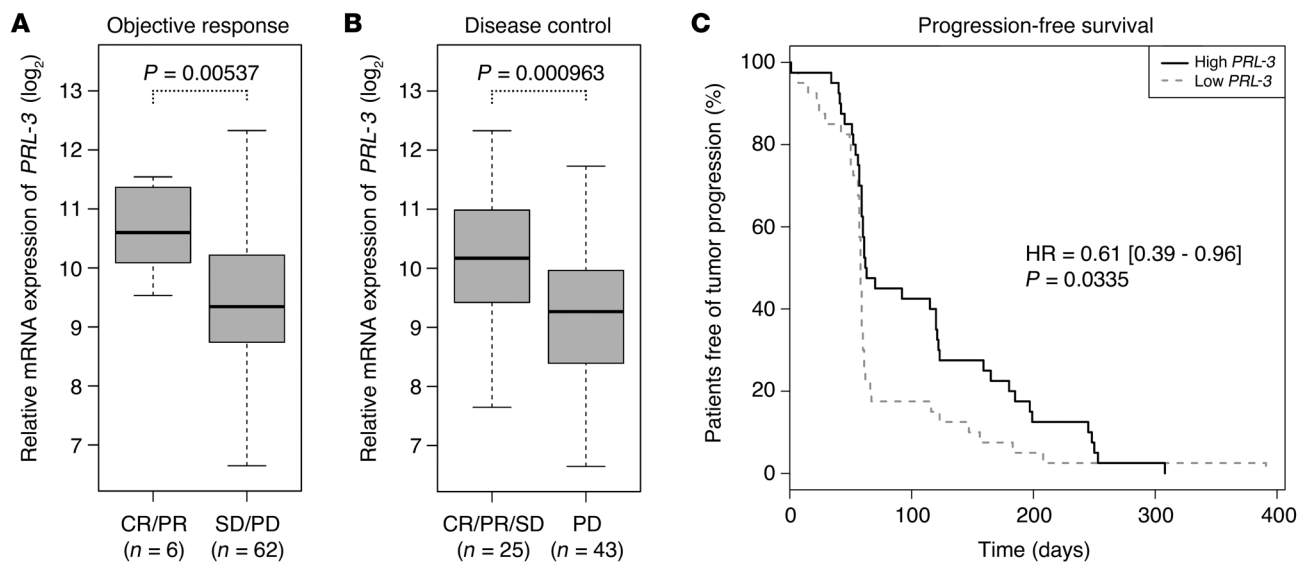 A
Objective response
Relative mRNA expression of PRL-3 (log2)
P = 0.00537
13
12
11
10
9
8
7
CR/PR
(n = 6)
SD/PD
(n = 62)
B
Disease control
Relative mRNA expression of PRL-3 (log2)
P = 0.000963
13
12
11
10
9
8
7
CR/PR/SD
(n = 25)
PD
(n = 43)
C
Progression-free survival
Patients free of tumor progression (%)
100
80
60
40
20
0
High PRL-3
Low PRL-3
HR = 0.61 [0.39 - 0.96]
P = 0.0335
0
100
200
300
400
Time (days)